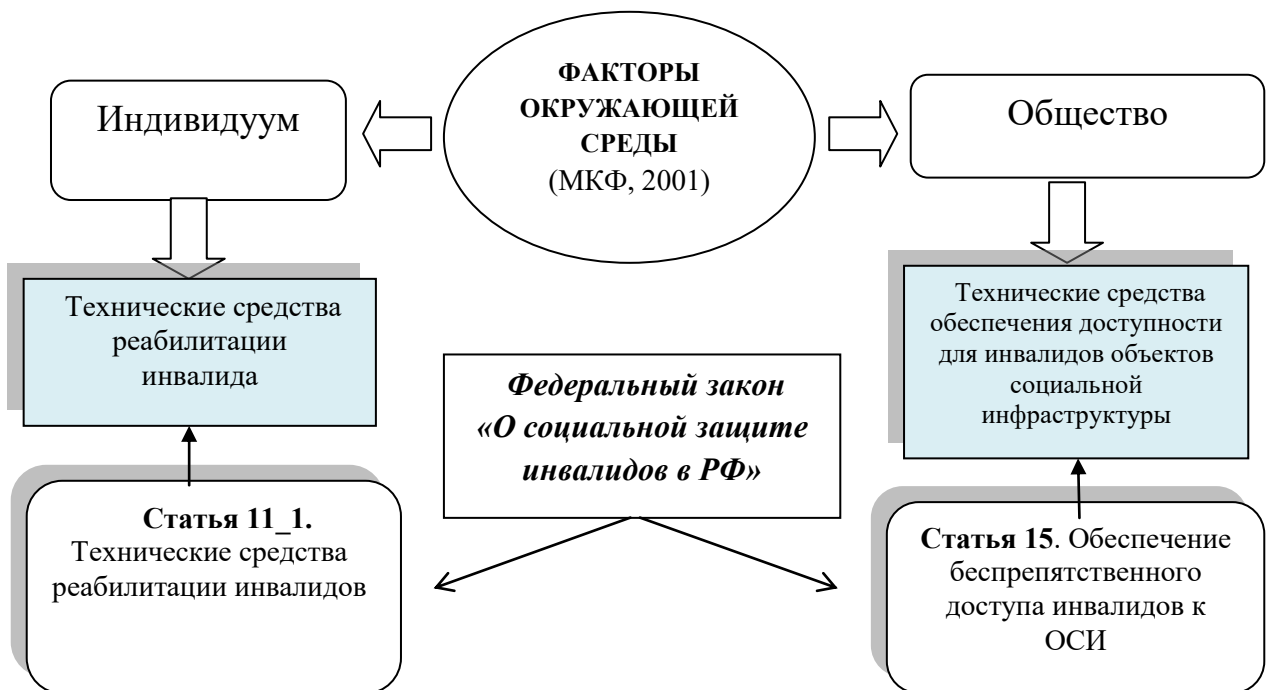 ФАКТОРЫ
ОКРУЖАЮЩЕЙ
СРЕДЫ
(МКФ, 2001)
Индивидуум
Общество
Технические средства
реабилитации
инвалида
Технические средства
обеспечения доступности
для инвалидов объектов
социальной
инфраструктуры
Федеральный закон
«О социальной защите
инвалидов в РФ»
Статья 11_1.
Технические средства
реабилитации инвалидов
Статья 15. Обеспечение
беспрепятственного
доступа инвалидов к
ОСИ